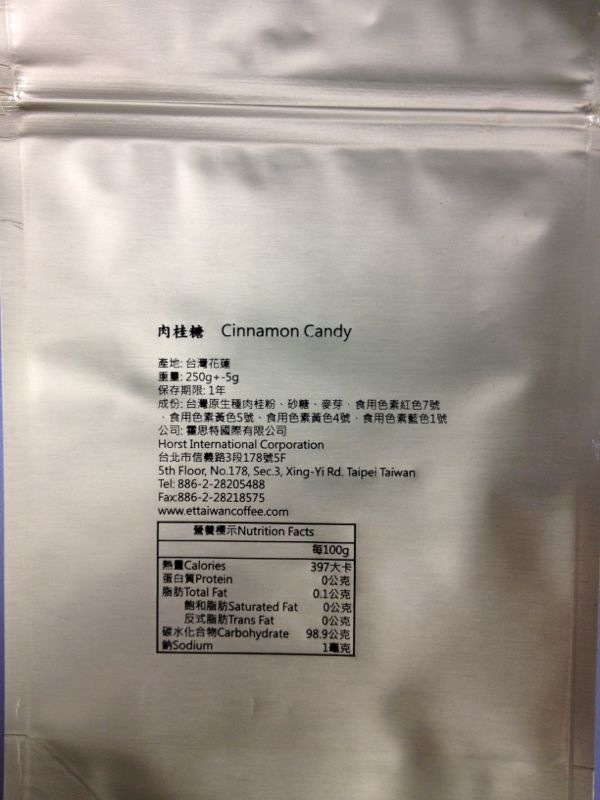 肉桂糖 Cinnamon Candy
產地: 台灣花蓮
重量: 250g+-5g
保存期限: 1年
成份: 台灣原生種肉桂粉、砂糖、麥芽、食用色素紅色7號
、食用色素黃色5號、食用色素黃色4號、食用色素藍色1號
公司: 霍思特國際有限公司
Horst International Corporation
台北市信義路3段178號5F
5th Floor, No.178, Sec.3, Xing-Yi Rd. Taipei Taiwan
Tel: 886-2-28205488
Fax:886-2-28218575
www.ettaiwancoffee.com
營養標示Nutrition Facts
每100g
熱量Calories 397大卡
蛋白質Protein 0公克
脂肪Total Fat 0.1公克
飽和脂肪Saturated Fat 0公克
反式脂肪Trans Fat 0公克
碳水化合物Carbohydrate 98.9公克
鈉Sodium 1毫克